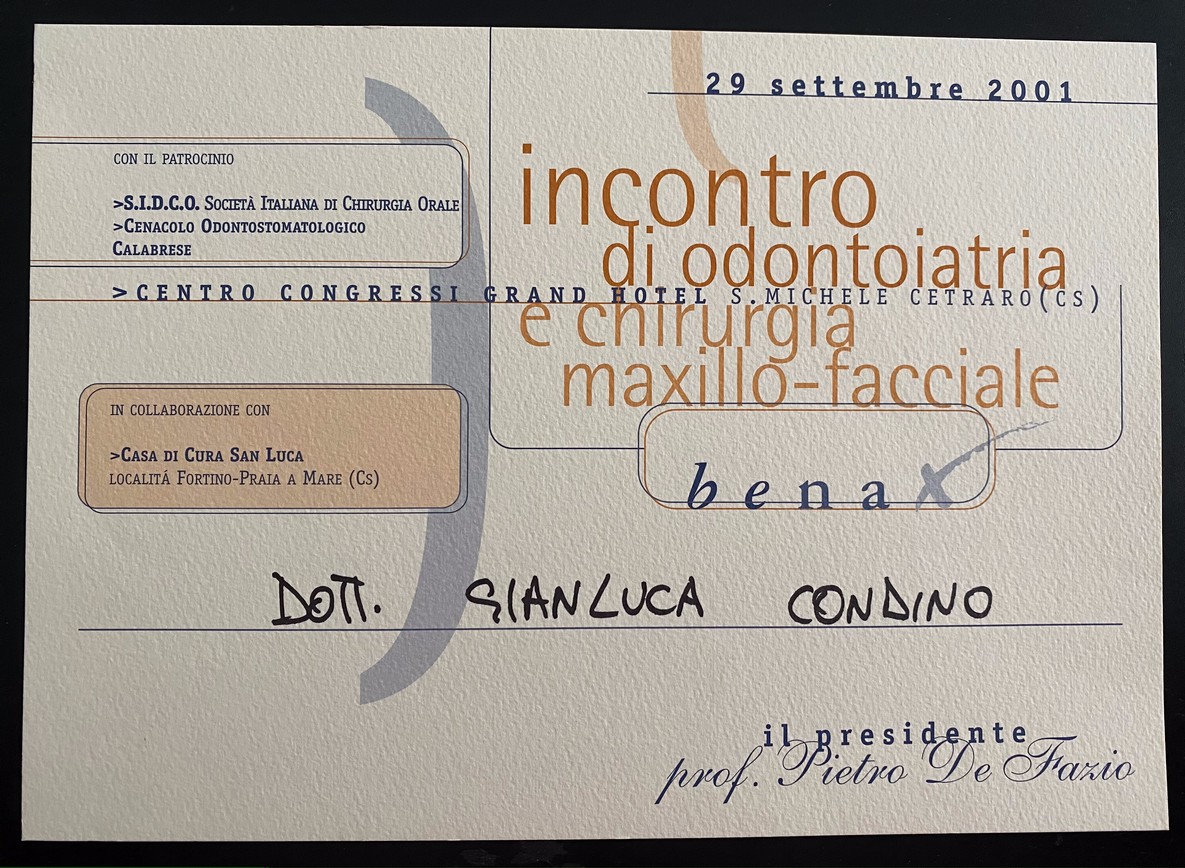 29 settembre 2001
incontro
di odontoiatria
e chirurgia
maxillo-facciale
CON IL PATROCINIO
>S.I.D.C.O. SOCIETÀ ITALIANA DI CHIRURGIA ORALE
>CENACOLO ODONTOSTOMATOLOGICO
CALABRESE
>CENTRO CONGRESSI GRAND HOTEL S.MICHELE CETRARO(CS)
IN COLLABORAZIONE CON
>CASA DI CURA SAN LUCA
LOCALITÁ FORTINO-PRAIA A MARE (CS)
benax
DOTT. GIANLUCA CONDINO
il presidente
prof. Pietro De Fazio